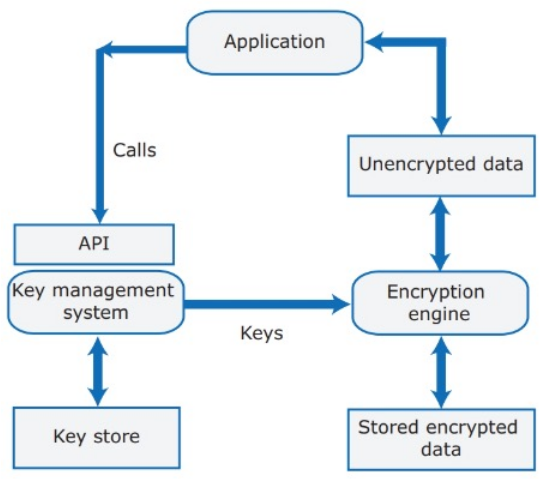 Application
Calls
Unencrypted data
API
Key management
system
Encryption
engine
Keys
Key store
Stored encrypted
data